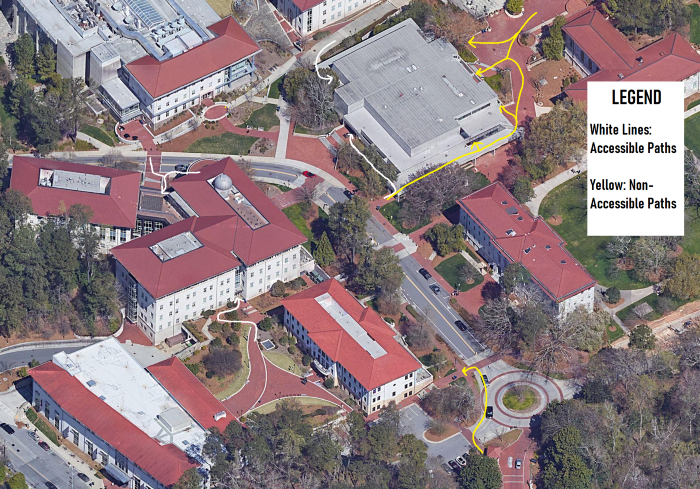 LEGEND
White Lines:
Accessible Paths
Yellow: Non-
Accessible Paths